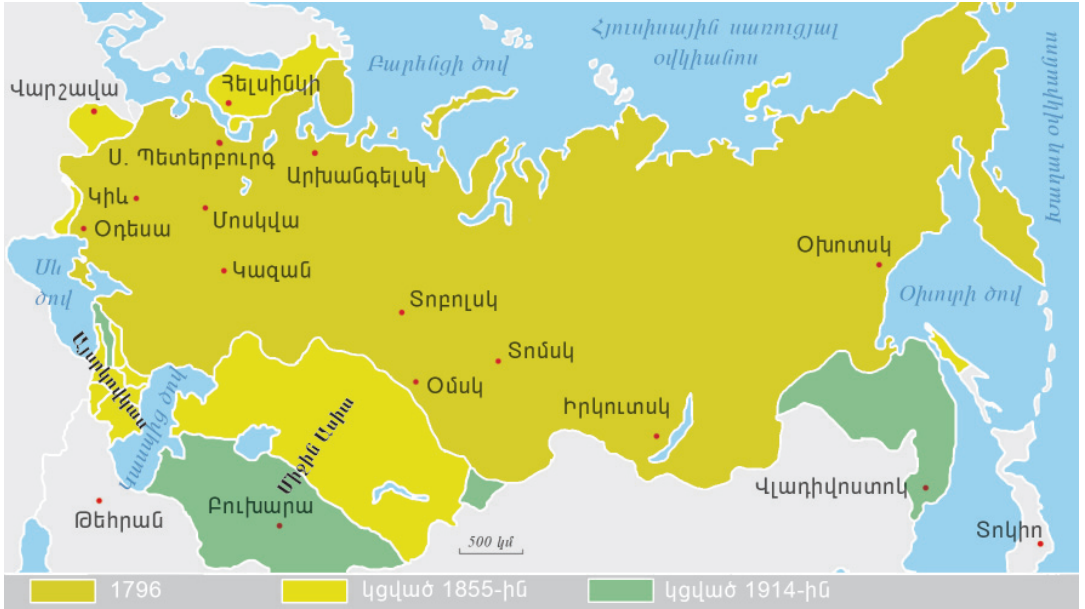 Հյուսիսային սառուցյալ
օվկիանոս
Բարենցի ծով
Խաղաղ օվկիանոս
Վարշավա
Հելսինկի
Ս. Պետերբուրգ
Արխանգելսկ
Կիև
Մոսկվա
Օդեսա
Օխոտսկ
Կազան
Սև
ծով
Օխոտի ծով
Տոբոլսկ
Տոմսկ
Այսրկովկաս
Կասպից ծով
Օմսկ
Իրկուտսկ
Միջին Ասիա
Վլադիվոստոկ
Թեհրան
Բուխարա
500 կմ
Տոկիո
1796
կցված 1855-ին
կցված 1914-ին